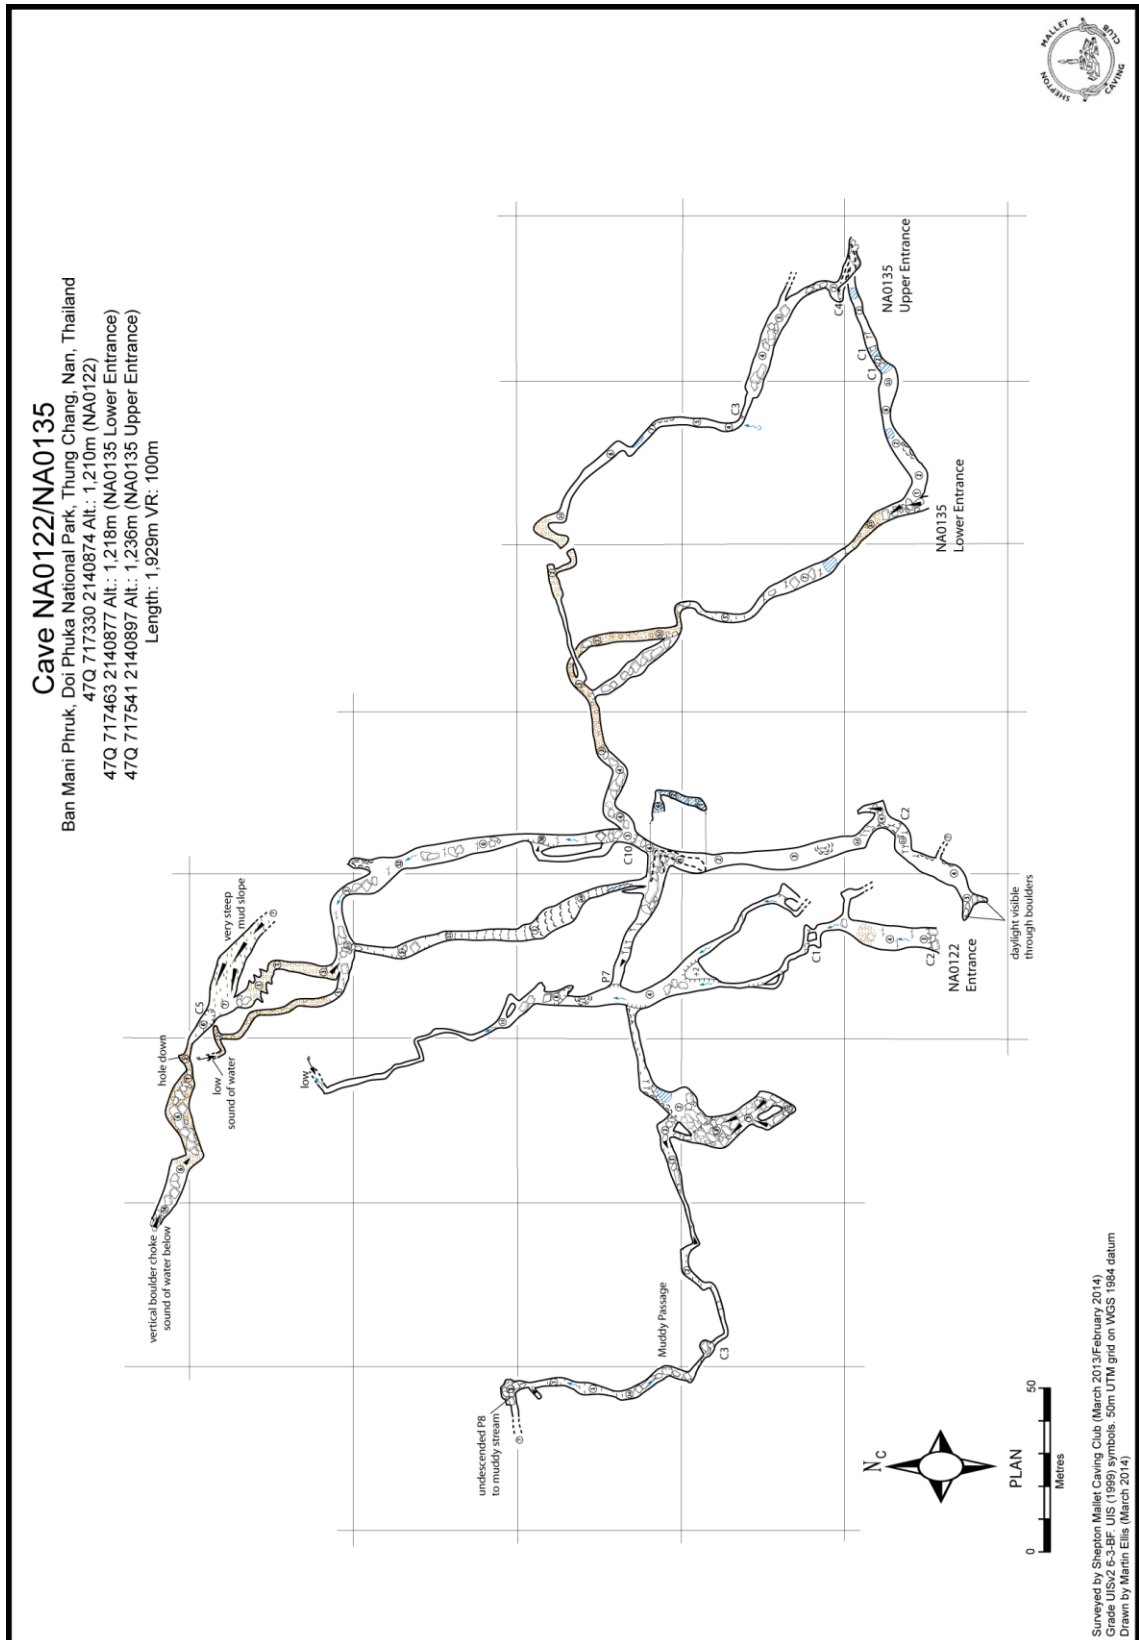 Cave NA0122/NA0135
Ban Mani Phruk, Doi Phuka National Park, Thung Chang, Nan, Thailand
47Q 717330 2140874 Alt.: 1,210m (NA0122)
47Q 717463 2140877 Alt.: 1,218m (NA0135 Lower Entrance)
47Q 717541 2140897 Alt.: 1,236m (NA0135 Upper Entrance)
Length: 1,929m VR: 100m
SHEPTON MALLET CAVING CLUB
vertical boulder choke
sound of water below
hole down
C5
very steep
mud slope
low
sound of water
low
undescended P8
to muddy stream
Muddy Passage
C3
P7
+2
C10
C1
C2
NA0122
Entrance
daylight visible
through boulders
C2
C3
C4
NA0135
Upper Entrance
C1
C1
NA0135
Lower Entrance
N
C
PLAN
0
50
Metres
Surveyed by Shepton Mallet Caving Club (March 2013/February 2014)
Grade UISv2 6-3-BF. UIS (1999) symbols. 50m UTM grid on WGS 1984 datum
Drawn by Martin Ellis (March 2014)